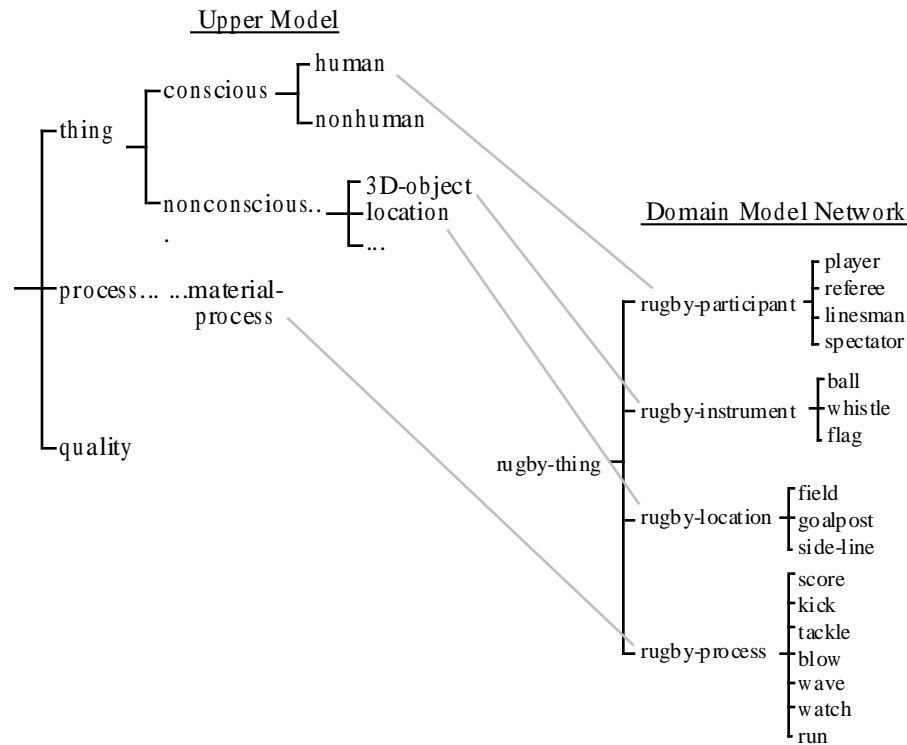 Upper Model
human
conscious
nonhuman
thing
3D-object
nonconscious..
location
.
...
process... ...material-
process
quality
Domain Model Network
player
rugby-participant
referee
linesman
spectator
ball
rugby-instrument
whistle
flag
rugby-thing
field
rugby-location
goalpost
side-line
score
kick
tackle
rugby-process
blow
wave
watch
run